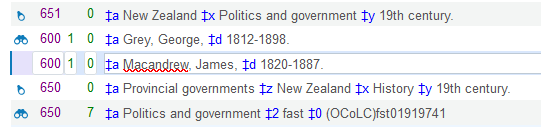 651 0 ‡a New Zealand ‡x Politics and government ‡y 19th century.
600 1 0 ‡a Grey, George, ‡d 1812-1898.
600 1 0 ‡a Macandrew, James, ‡d 1820-1887.
650 0 ‡a Provincial governments ‡z New Zealand ‡x History ‡y 19th century.
650 7 ‡a Politics and government ‡2 fast ‡0 (OCoLC)fst01919741